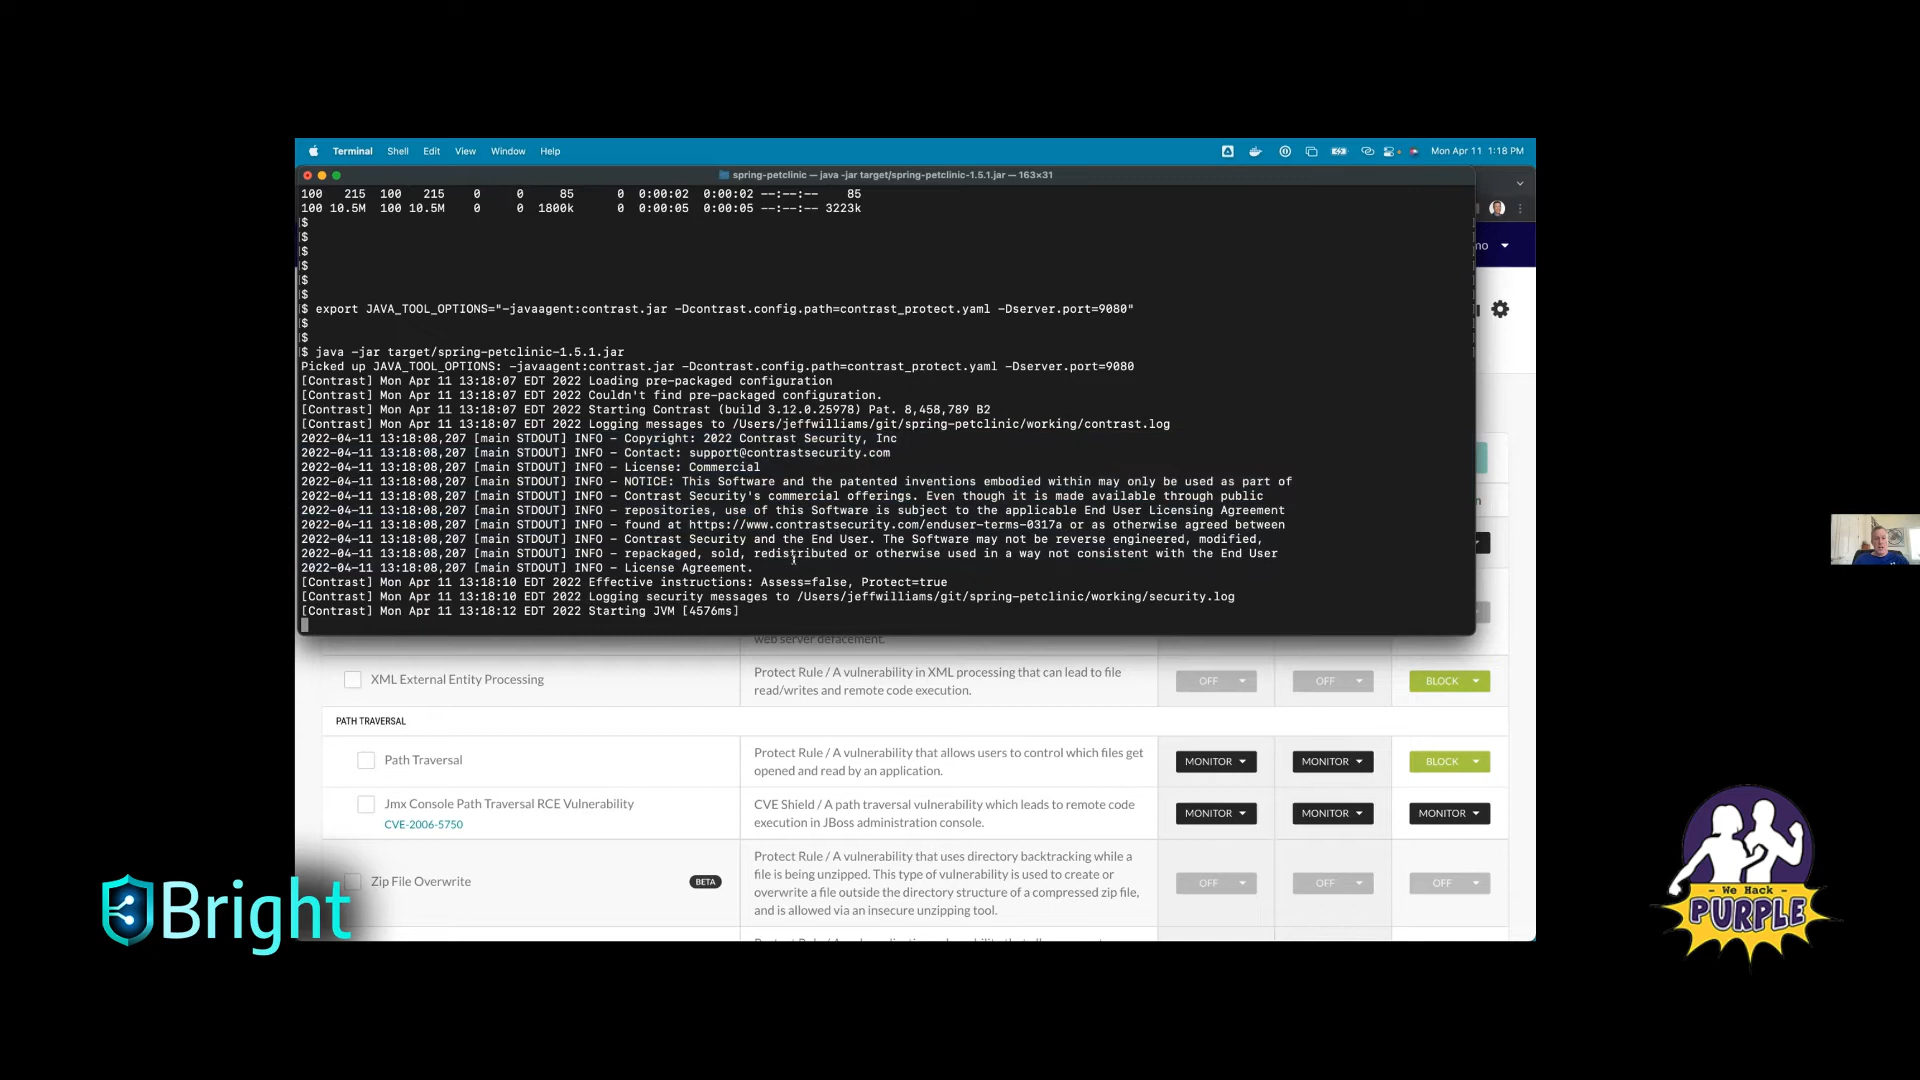 Terminal Shell Edit View Window Help Mon Apr 11 1:18 PM
spring-petclinic — java -jar target/spring-petclinic-1.5.1.jar — 163×31
100 215 100 215 0 0 85 0 0:00:02 0:00:02 --:--:-- 85
100 10.5M 100 10.5M 0 0 1800k 0 0:00:05 0:00:05 --:--:-- 3223k
$
$
$
$
$
$
$ export JAVA_TOOL_OPTIONS="-javaagent:contrast.jar -Dcontrast.config.path=contrast_protect.yaml -Dserver.port=9080"
$
$
$ java -jar target/spring-petclinic-1.5.1.jar
Picked up JAVA_TOOL_OPTIONS: -javaagent:contrast.jar -Dcontrast.config.path=contrast_protect.yaml -Dserver.port=9080
[Contrast] Mon Apr 11 13:18:07 EDT 2022 Loading pre-packaged configuration
[Contrast] Mon Apr 11 13:18:07 EDT 2022 Couldn't find pre-packaged configuration.
[Contrast] Mon Apr 11 13:18:07 EDT 2022 Starting Contrast (build 3.12.0.25978) Pat. 8,458,789 B2
[Contrast] Mon Apr 11 13:18:07 EDT 2022 Logging messages to /Users/jeffwilliams/git/spring-petclinic/working/contrast.log
2022-04-11 13:18:08,207 [main STDOUT] INFO - Copyright: 2022 Contrast Security, Inc
2022-04-11 13:18:08,207 [main STDOUT] INFO - Contact: support@contrastsecurity.com
2022-04-11 13:18:08,207 [main STDOUT] INFO - License: Commercial
2022-04-11 13:18:08,207 [main STDOUT] INFO - NOTICE: This Software and the patented inventions embodied within may only be used as part of
2022-04-11 13:18:08,207 [main STDOUT] INFO - Contrast Security's commercial offerings. Even though it is made available through public
2022-04-11 13:18:08,207 [main STDOUT] INFO - repositories, use of this Software is subject to the applicable End User Licensing Agreement
2022-04-11 13:18:08,207 [main STDOUT] INFO - found at https://www.contrastsecurity.com/enduser-terms-0317a or as otherwise agreed between
2022-04-11 13:18:08,207 [main STDOUT] INFO - Contrast Security and the End User. The Software may not be reverse engineered, modified,
2022-04-11 13:18:08,207 [main STDOUT] INFO - repackaged, sold, redistributed or otherwise used in a way not consistent with the End User
2022-04-11 13:18:08,207 [main STDOUT] INFO - License Agreement.
[Contrast] Mon Apr 11 13:18:10 EDT 2022 Effective instructions: Assess=false, Protect=true
[Contrast] Mon Apr 11 13:18:10 EDT 2022 Logging security messages to /Users/jeffwilliams/git/spring-petclinic/working/security.log
[Contrast] Mon Apr 11 13:18:12 EDT 2022 Starting JVM [4576ms]
web server defacement.
XML External Entity Processing
Protect Rule / A vulnerability in XML processing that can lead to file
read/writes and remote code execution.
OFF OFF BLOCK
PATH TRAVERSAL
Path Traversal
Protect Rule / A vulnerability that allows users to control which files get
opened and read by an application.
MONITOR MONITOR BLOCK
Jmx Console Path Traversal RCE Vulnerability
CVE-2006-5750
CVE Shield / A path traversal vulnerability which leads to remote code
execution in JBoss administration console.
MONITOR MONITOR MONITOR
Zip File Overwrite BETA
Protect Rule / A vulnerability that uses directory backtracking while a
file is being unzipped. This type of vulnerability is used to create or
overwrite a file outside the directory structure of a compressed zip file,
and is allowed via an insecure unzipping tool.
OFF OFF OFF
Bright
- We Hack -
PURPLE